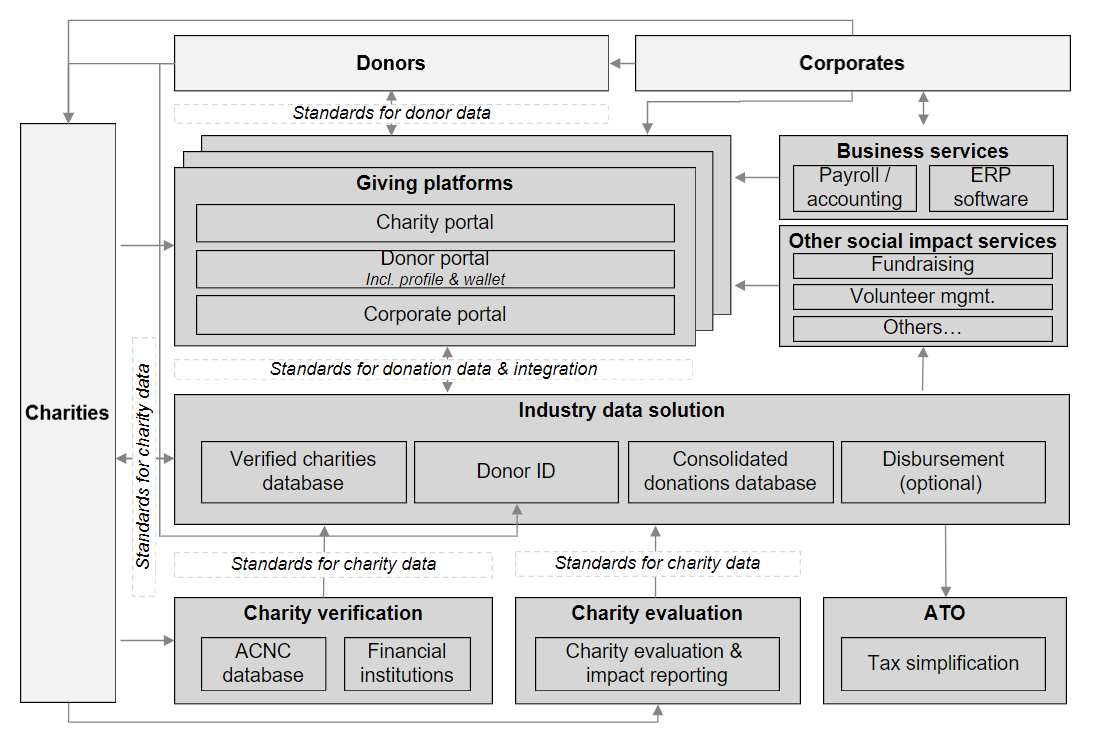 Donors
Corporates
Standards for donor data
Giving platforms
Charity portal
Donor portal
Incl. profile & wallet
Corporate portal
Business services
Payroll /
accounting
ERP
software
Other social impact services
Fundraising
Volunteer mgmt.
Others…
Charities
Standards for charity data
Standards for donation data & integration
Industry data solution
Verified charities
database
Donor ID
Consolidated
donations database
Disbursement
(optional)
Standards for charity data
Standards for charity data
Charity verification
ACNC
database
Financial
institutions
Charity evaluation
Charity evaluation &
impact reporting
ATO
Tax simplification